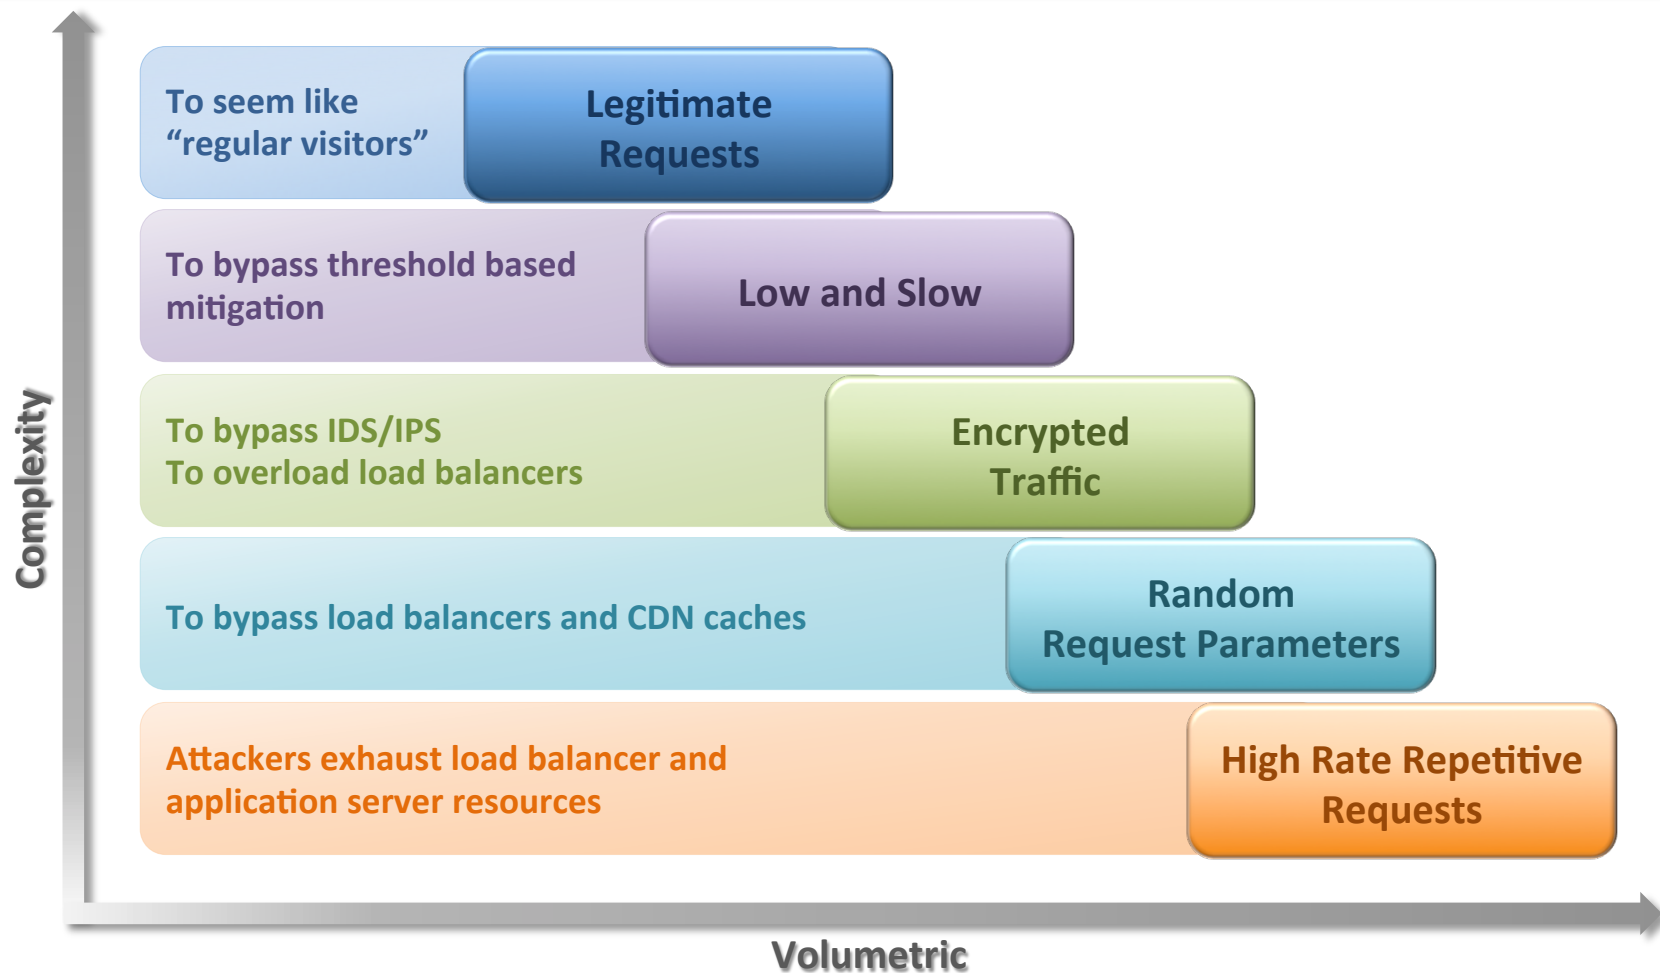 To seem like
“regular visitors”
Legitimate
Requests
To bypass threshold based
mitigation
Low and Slow
To bypass IDS/IPS
To overload load balancers
Encrypted
Traffic
To bypass load balancers and CDN caches
Random
Request Parameters
Attackers exhaust load balancer and
application server resources
High Rate Repetitive
Requests
Complexity
Volumetric